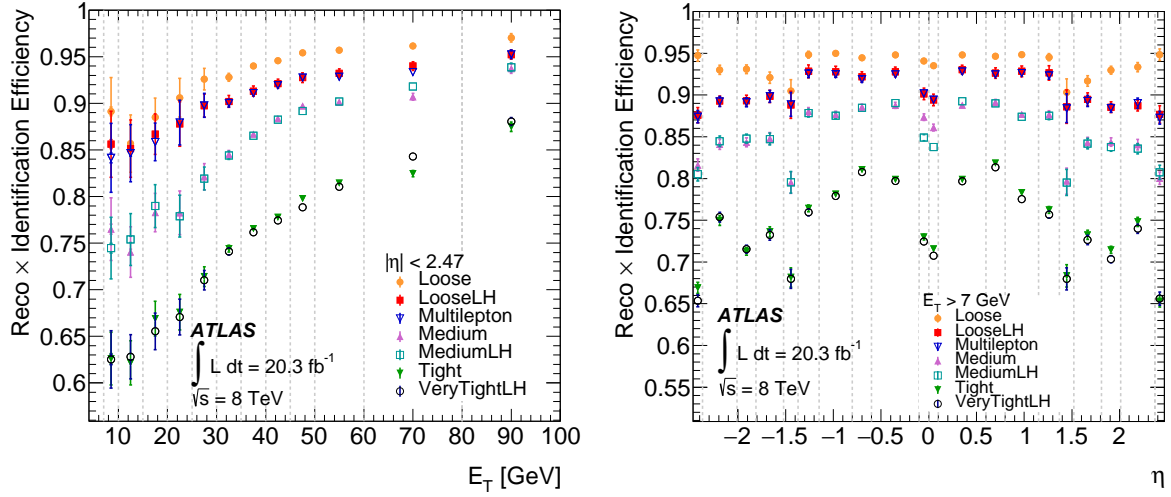 Reco × Identification Efficiency
1
0.95
0.9
0.85
0.8
0.75
0.7
0.65
0.6
|η| < 2.47
Loose
LooseLH
Multilepton
Medium
MediumLH
Tight
VeryTightLH
ATLAS
∫ L dt = 20.3 fb⁻¹
√s = 8 TeV
10 20 30 40 50 60 70 80 90 100
E_T [GeV]
Reco × Identification Efficiency
1
0.95
0.9
0.85
0.8
0.75
0.7
0.65
0.6
0.55
E_T > 7 GeV
Loose
LooseLH
Multilepton
Medium
MediumLH
Tight
VeryTightLH
ATLAS
∫ L dt = 20.3 fb⁻¹
√s = 8 TeV
−2 −1.5 −1 −0.5 0 0.5 1 1.5 2
η